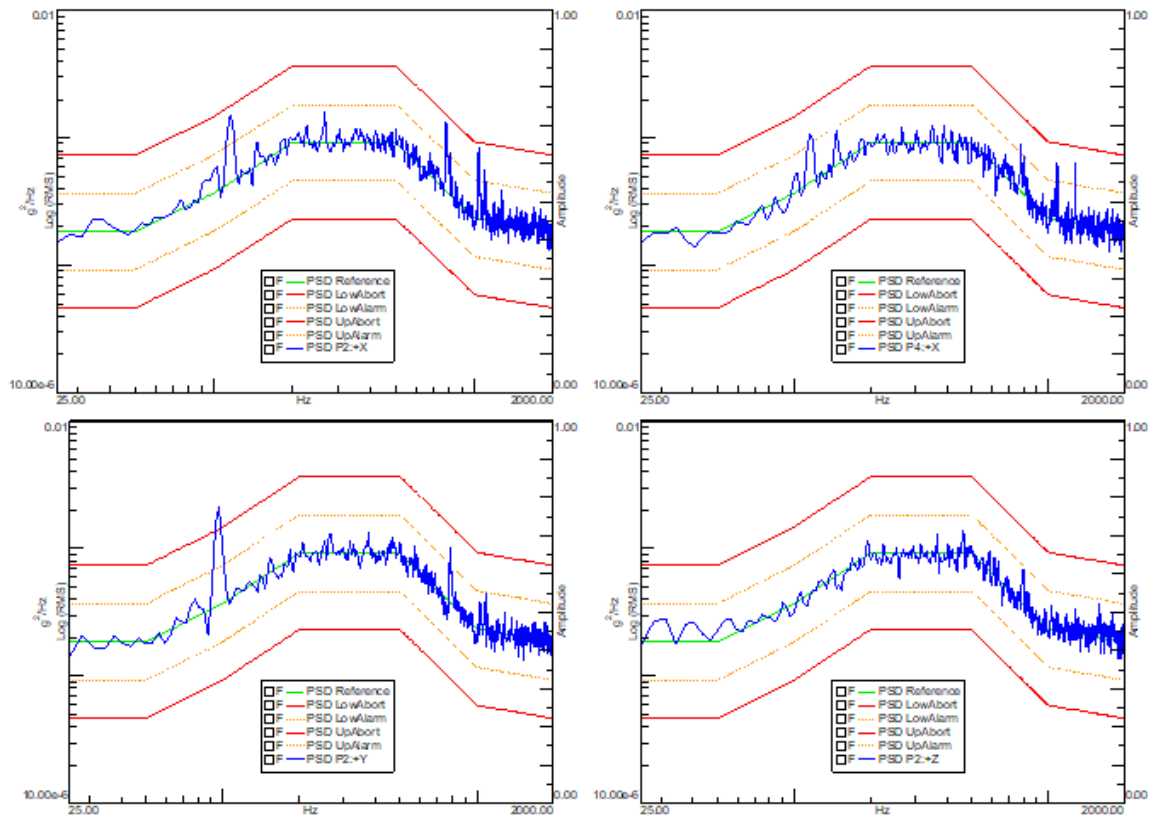 0.01
1.00
g²/Hz
Log (RMS)
Amplitude
F PSD Reference
F PSD LowAbort
F PSD LowAlarm
F PSD UpAbort
F PSD UpAlarm
F PSD P2:+X
10.00e-6
0.00
25.00
Hz
2000.00
0.01
1.00
g²/Hz
Log (RMS)
Amplitude
F PSD Reference
F PSD LowAbort
F PSD LowAlarm
F PSD UpAbort
F PSD UpAlarm
F PSD P4:+X
10.00e-6
0.00
25.00
Hz
2000.00
0.01
1.00
g²/Hz
Log (RMS)
Amplitude
F PSD Reference
F PSD LowAbort
F PSD LowAlarm
F PSD UpAbort
F PSD UpAlarm
F PSD P2:+Y
10.00e-6
0.00
25.00
Hz
2000.00
0.01
1.00
g²/Hz
Log (RMS)
Amplitude
F PSD Reference
F PSD LowAbort
F PSD LowAlarm
F PSD UpAbort
F PSD UpAlarm
F PSD P2:+Z
10.00e-6
0.00
25.00
Hz
2000.00